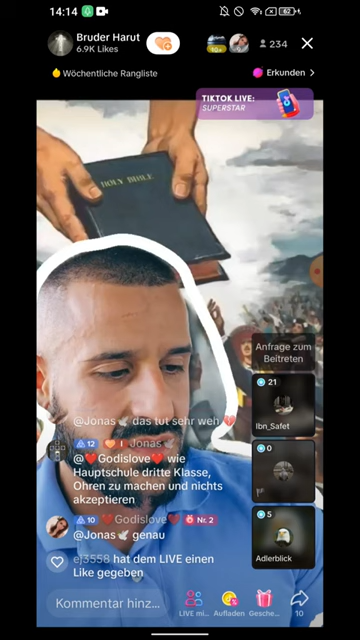 14:14
62
Bruder Harut
6.9K Likes
10+
234
Wöchentliche Rangliste
Erkunden
TIKTOK LIVE:
SUPERSTAR
HOLY BIBLE
Anfrage zum
Beitreten
21
Ibn_Safet
0
5
Adlerblick
@Jonas🕊 das tut sehr weh 💔
12 ❤ I Jonas🕊
@❤️Godislove❤️ wie
Hauptschule dritte Klasse,
Ohren zu machen und nichts
akzeptieren
10 ❤️Godislove❤️ Nr. 2
@Jonas🕊 genau
ej3558 hat dem LIVE einen
Like gegeben
Kommentar hinz...
LIVE mi...
Aufladen
Gesche...
10